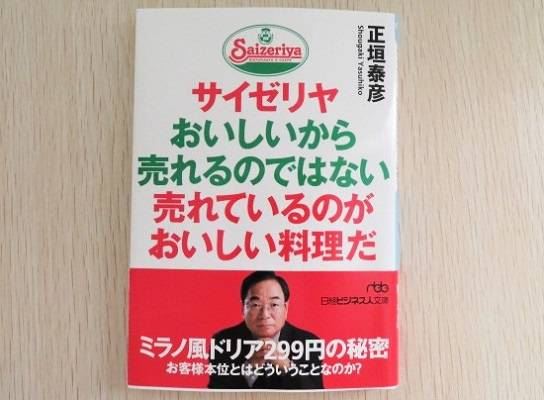 Saizeriya
正垣泰彦
Shougaki Yasuhiko
サイゼリヤ
おいしいから
売れるのではない
売れているのが
おいしい料理だ
nbb
日経ビジネス人文庫
ミラノ風ドリア299円の秘密
お客様本位とはどういうことなのか?